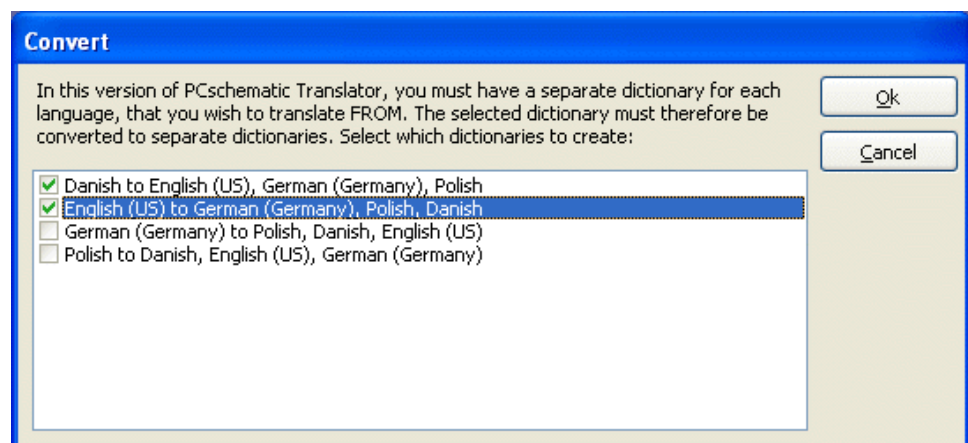 Convert
In this version of PCschematic Translator, you must have a separate dictionary for each
language, that you wish to translate FROM. The selected dictionary must therefore be
converted to separate dictionaries. Select which dictionaries to create:
Ok
Cancel
Danish to English (US), German (Germany), Polish
English (US) to German (Germany), Polish, Danish
German (Germany) to Polish, Danish, English (US)
Polish to Danish, English (US), German (Germany)